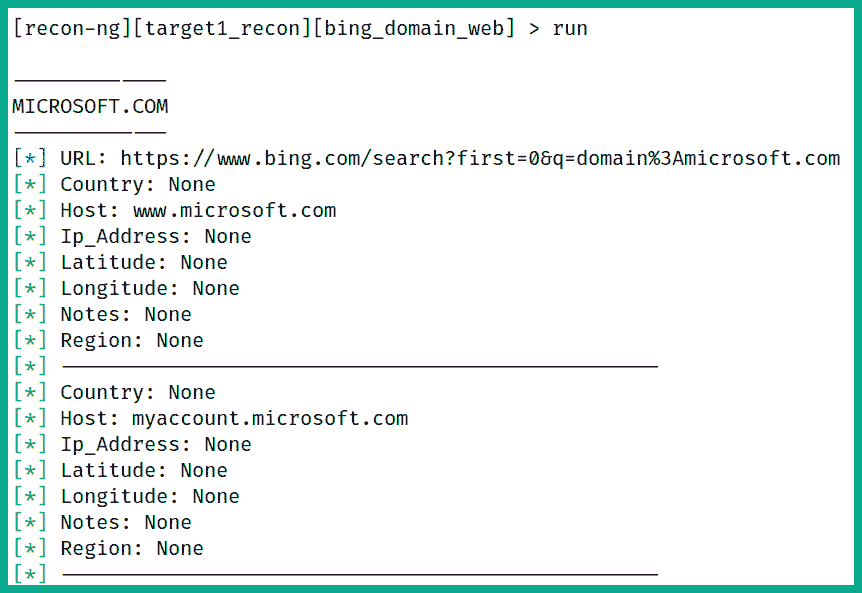 [recon-ng][target1_recon][bing_domain_web] > run
---------
MICROSOFT.COM
---------
[*] URL: https://www.bing.com/search?first=0&q=domain%3Amicrosoft.com
[*] Country: None
[*] Host: www.microsoft.com
[*] Ip_Address: None
[*] Latitude: None
[*] Longitude: None
[*] Notes: None
[*] Region: None
[*] --------------------------------------------------
[*] Country: None
[*] Host: myaccount.microsoft.com
[*] Ip_Address: None
[*] Latitude: None
[*] Longitude: None
[*] Notes: None
[*] Region: None
[*] --------------------------------------------------